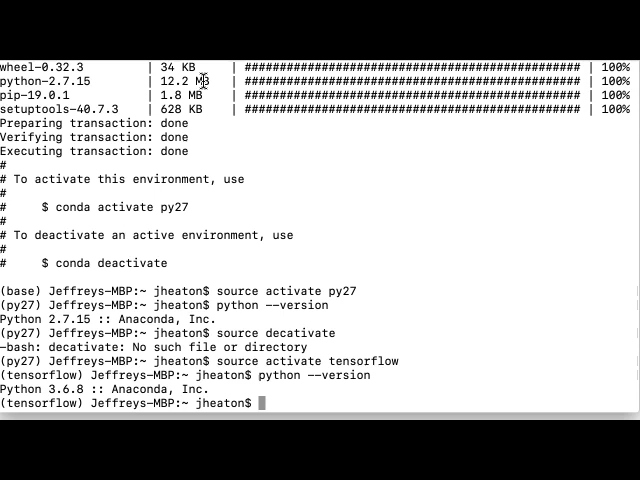 wheel-0.32.3 | 34 KB | ############################################### | 100%
python-2.7.15 | 12.2 MB | ############################################### | 100%
pip-19.0.1 | 1.8 MB | ############################################### | 100%
setuptools-40.7.3 | 628 KB | ############################################### | 100%
Preparing transaction: done
Verifying transaction: done
Executing transaction: done
#
# To activate this environment, use
#
#     $ conda activate py27
#
# To deactivate an active environment, use
#
#     $ conda deactivate
(base) Jeffreys-MBP:~ jheaton$ source activate py27
(py27) Jeffreys-MBP:~ jheaton$ python --version
Python 2.7.15 :: Anaconda, Inc.
(py27) Jeffreys-MBP:~ jheaton$ source decativate
-bash: decativate: No such file or directory
(py27) Jeffreys-MBP:~ jheaton$ source activate tensorflow
(tensorflow) Jeffreys-MBP:~ jheaton$ python --version
Python 3.6.8 :: Anaconda, Inc.
(tensorflow) Jeffreys-MBP:~ jheaton$